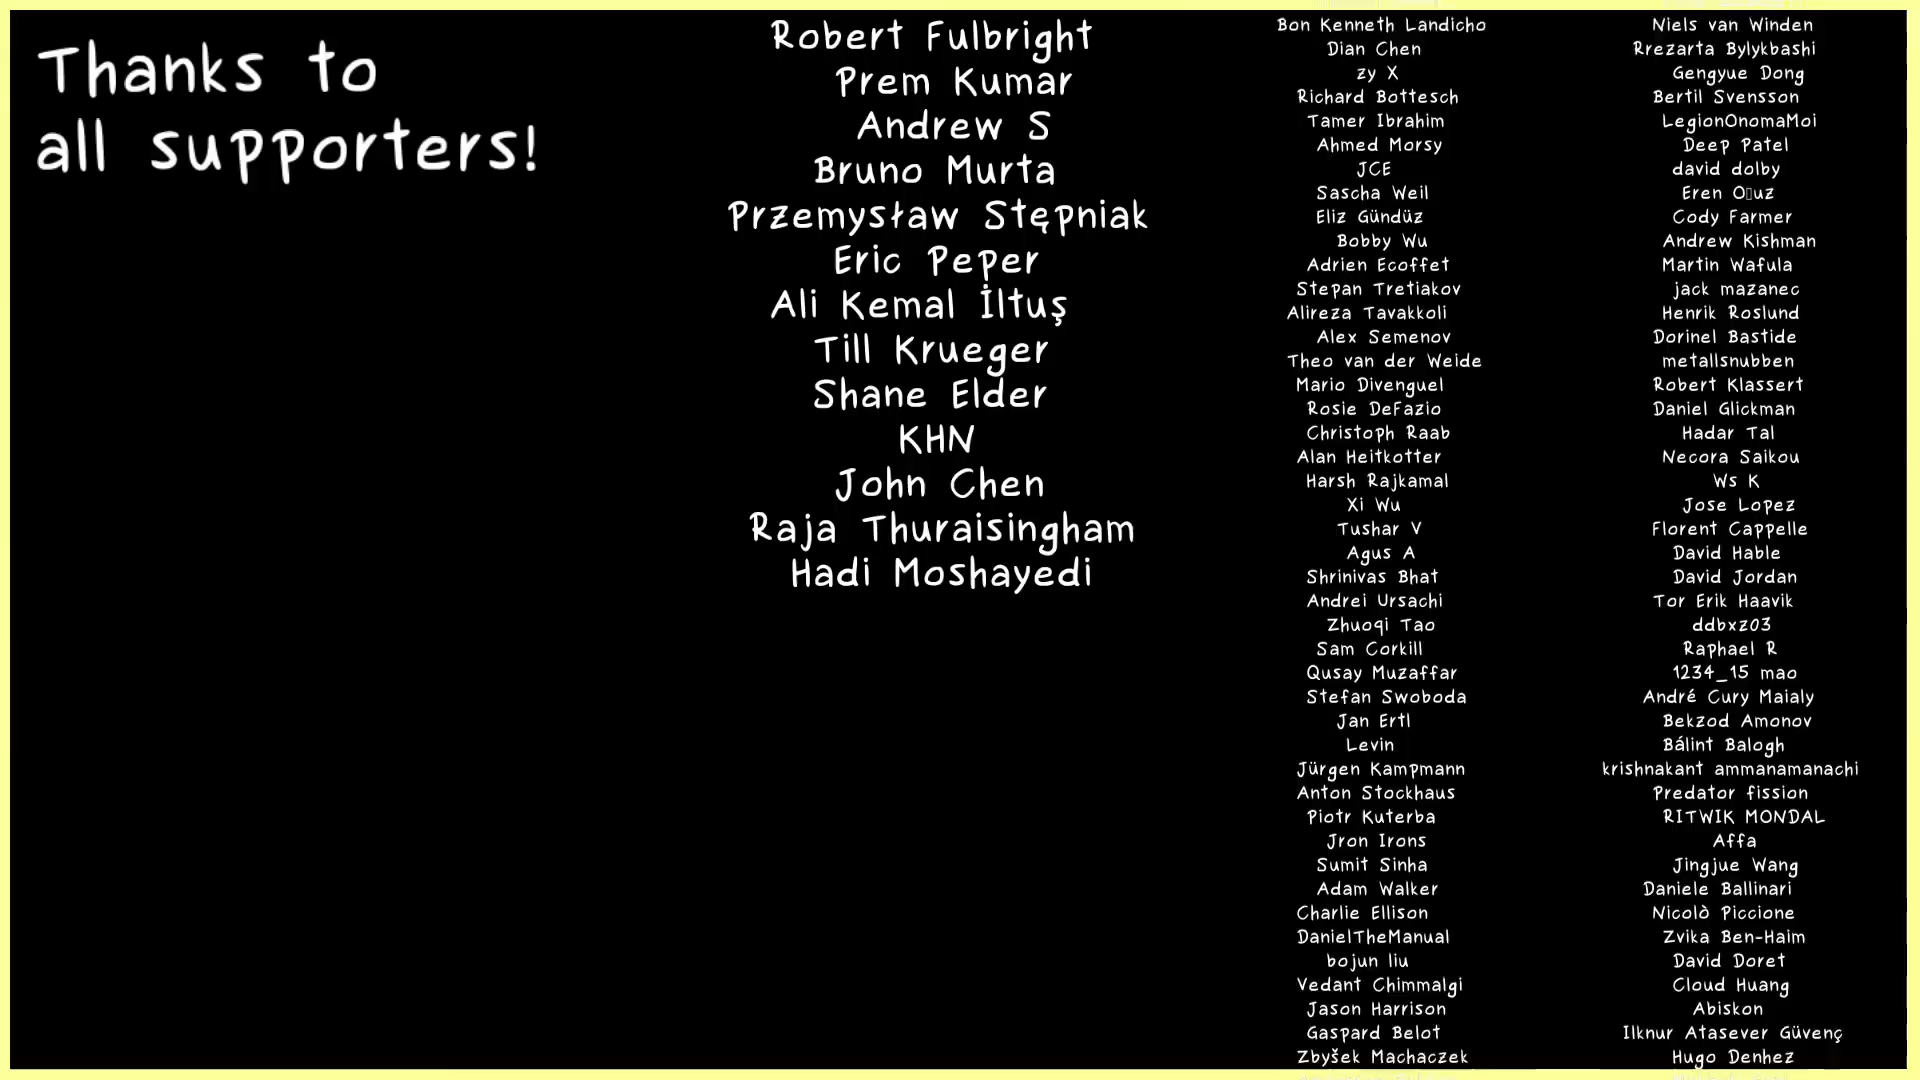 Thanks to
all supporters!
Robert Fulbright
Prem Kumar
Andrew S
Bruno Murta
Przemysław Stępniak
Eric Peper
Ali Kemal İltuş
Till Krueger
Shane Elder
KHN
John Chen
Raja Thuraisingham
Hadi Moshayedi
Bon Kenneth Landicho
Dian Chen
zy X
Richard Bottesch
Tamer Ibrahim
Ahmed Morsy
JCE
Sascha Weil
Eliz Gündüz
Bobby Wu
Adrien Ecoffet
Stepan Tretiakov
Alireza Tavakkoli
Alex Semenov
Theo van der Weide
Mario Divenguel
Rosie DeFazio
Christoph Raab
Alan Heitkotter
Harsh Rajkamal
Xi Wu
Tushar V
Agus A
Shrinivas Bhat
Andrei Ursachi
Zhuoqi Tao
Sam Corkill
Qusay Muzaffar
Stefan Swoboda
Jan Ertl
Levin
Jürgen Kampmann
Anton Stockhaus
Piotr Kuterba
Jron Irons
Sumit Sinha
Adam Walker
Charlie Ellison
DanielTheManual
bojun liu
Vedant Chimmalgi
Jason Harrison
Gaspard Belot
Zbyšek Machaczek
Niels van Winden
Rrezarta Bylykbashi
Gengyue Dong
Bertil Svensson
LegionOnomaMoi
Deep Patel
david dolby
Eren O▯uz
Cody Farmer
Andrew Kishman
Martin Wafula
jack mazanec
Henrik Roslund
Dorinel Bastide
metallsnubben
Robert Klassert
Daniel Glickman
Hadar Tal
Necora Saikou
Ws K
Jose Lopez
Florent Cappelle
David Hable
David Jordan
Tor Erik Haavik
ddbxz03
Raphael R
1234_15 mao
André Cury Maialy
Bekzod Amonov
Bálint Balogh
krishnakant ammanamanachi
Predator fission
RITWIK MONDAL
Affa
Jingjue Wang
Daniele Ballinari
Nicolò Piccione
Zvika Ben-Haim
David Doret
Cloud Huang
Abiskon
Ilknur Atasever Güvenç
Hugo Denhez